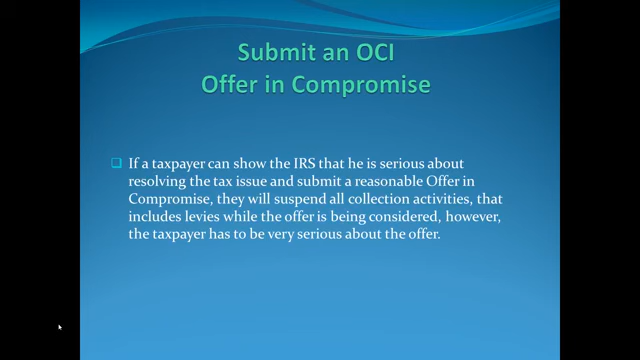 Submit an OCI
Offer in Compromise
If a taxpayer can show the IRS that he is serious about
resolving the tax issue and submit a reasonable Offer in
Compromise, they will suspend all collection activities, that
includes levies while the offer is being considered, however,
the taxpayer has to be very serious about the offer.